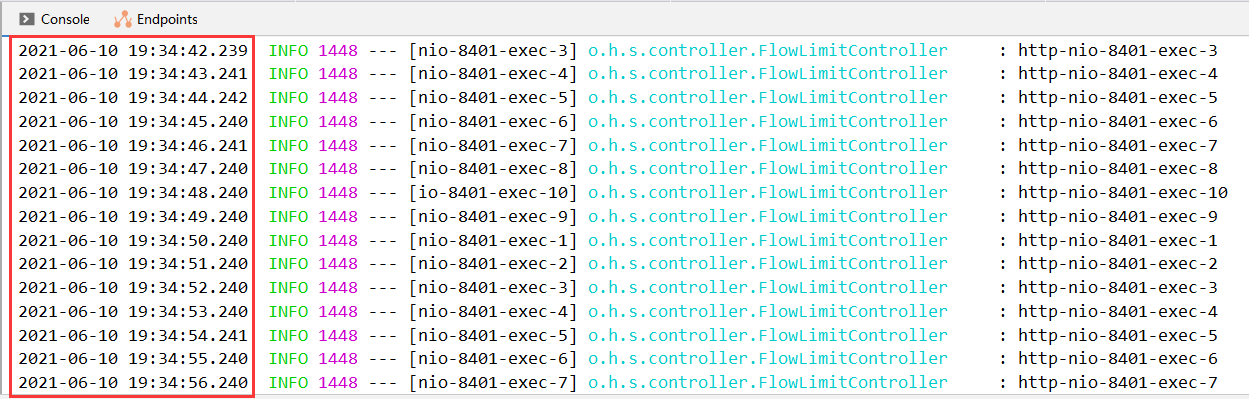 Console Endpoints
2021-06-10 19:34:42.239 INFO 1448 --- [nio-8401-exec-3] o.h.s.controller.FlowLimitController : http-nio-8401-exec-3
2021-06-10 19:34:43.241 INFO 1448 --- [nio-8401-exec-4] o.h.s.controller.FlowLimitController : http-nio-8401-exec-4
2021-06-10 19:34:44.242 INFO 1448 --- [nio-8401-exec-5] o.h.s.controller.FlowLimitController : http-nio-8401-exec-5
2021-06-10 19:34:45.240 INFO 1448 --- [nio-8401-exec-6] o.h.s.controller.FlowLimitController : http-nio-8401-exec-6
2021-06-10 19:34:46.241 INFO 1448 --- [nio-8401-exec-7] o.h.s.controller.FlowLimitController : http-nio-8401-exec-7
2021-06-10 19:34:47.240 INFO 1448 --- [nio-8401-exec-8] o.h.s.controller.FlowLimitController : http-nio-8401-exec-8
2021-06-10 19:34:48.240 INFO 1448 --- [io-8401-exec-10] o.h.s.controller.FlowLimitController : http-nio-8401-exec-10
2021-06-10 19:34:49.240 INFO 1448 --- [nio-8401-exec-9] o.h.s.controller.FlowLimitController : http-nio-8401-exec-9
2021-06-10 19:34:50.240 INFO 1448 --- [nio-8401-exec-1] o.h.s.controller.FlowLimitController : http-nio-8401-exec-1
2021-06-10 19:34:51.240 INFO 1448 --- [nio-8401-exec-2] o.h.s.controller.FlowLimitController : http-nio-8401-exec-2
2021-06-10 19:34:52.240 INFO 1448 --- [nio-8401-exec-3] o.h.s.controller.FlowLimitController : http-nio-8401-exec-3
2021-06-10 19:34:53.240 INFO 1448 --- [nio-8401-exec-4] o.h.s.controller.FlowLimitController : http-nio-8401-exec-4
2021-06-10 19:34:54.241 INFO 1448 --- [nio-8401-exec-5] o.h.s.controller.FlowLimitController : http-nio-8401-exec-5
2021-06-10 19:34:55.240 INFO 1448 --- [nio-8401-exec-6] o.h.s.controller.FlowLimitController : http-nio-8401-exec-6
2021-06-10 19:34:56.240 INFO 1448 --- [nio-8401-exec-7] o.h.s.controller.FlowLimitController : http-nio-8401-exec-7